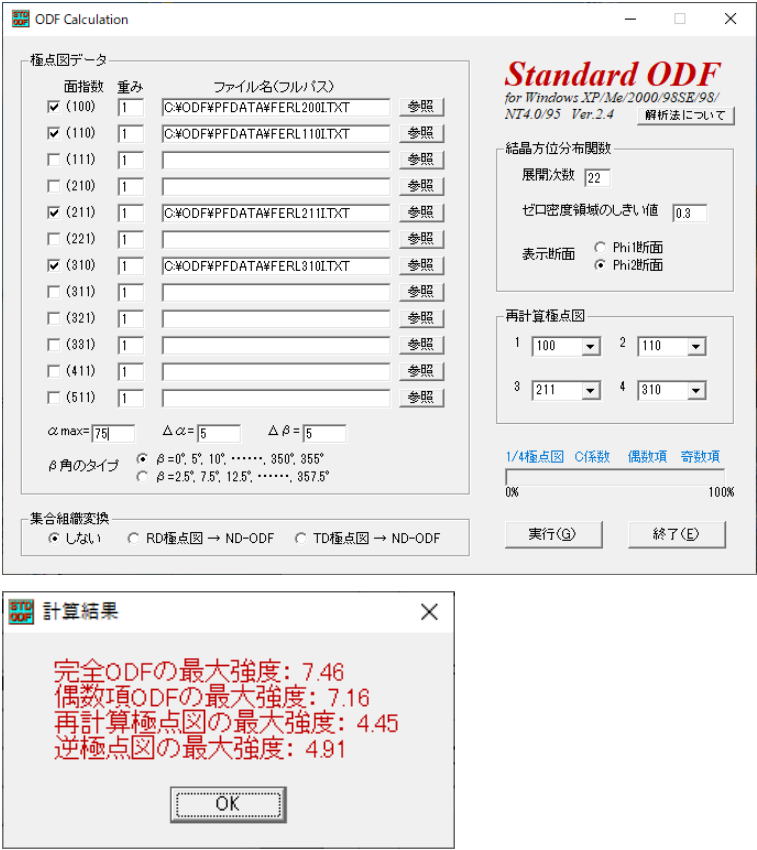 ODF Calculation
極点図データ
面指数 重み ファイル名(フルパス)
(100) 1 C:¥ODF¥PFDATA¥FERL200I.TXT 参照
(110) 1 C:¥ODF¥PFDATA¥FERL110I.TXT 参照
(111) 1 参照
(210) 1 参照
(211) 1 C:¥ODF¥PFDATA¥FERL211I.TXT 参照
(221) 1 参照
(310) 1 C:¥ODF¥PFDATA¥FERL310I.TXT 参照
(311) 1 参照
(321) 1 参照
(331) 1 参照
(411) 1 参照
(511) 1 参照
αmax= 75 Δα= 5 Δβ= 5
β角のタイプ
β=0°, 5°, 10°, ‥‥‥, 350°, 355°
β=2.5°, 7.5°, 12.5°, ‥‥‥, 357.5°
集合組織変換
しない RD極点図 → ND-ODF TD極点図 → ND-ODF
Standard ODF
for Windows XP/Me/2000/98SE/98/
NT4.0/95 Ver.2.4 解析法について
結晶方位分布関数
展開次数 22
ゼロ密度領域のしきい値 0.3
表示断面
Phi1断面
Phi2断面
再計算極点図
1 100 2 110
3 211 4 310
1/4極点図 C係数 偶数項 奇数項
0% 100%
実行(G) 終了(E)
STD
ODF
計算結果
完全ODFの最大強度: 7.46
偶数項ODFの最大強度: 7.16
再計算極点図の最大強度: 4.45
逆極点図の最大強度: 4.91
OK